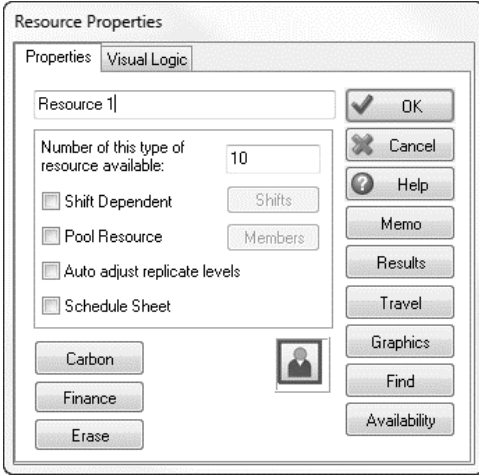 Resource Properties
Properties
Visual Logic
Resource 1
OK
Number of this type of
resource available:
10
Cancel
Help
Shift Dependent
Shifts
Memo
Pool Resource
Members
Results
Auto adjust replicate levels
Schedule Sheet
Travel
Graphics
Carbon
Find
Finance
Availability
Erase